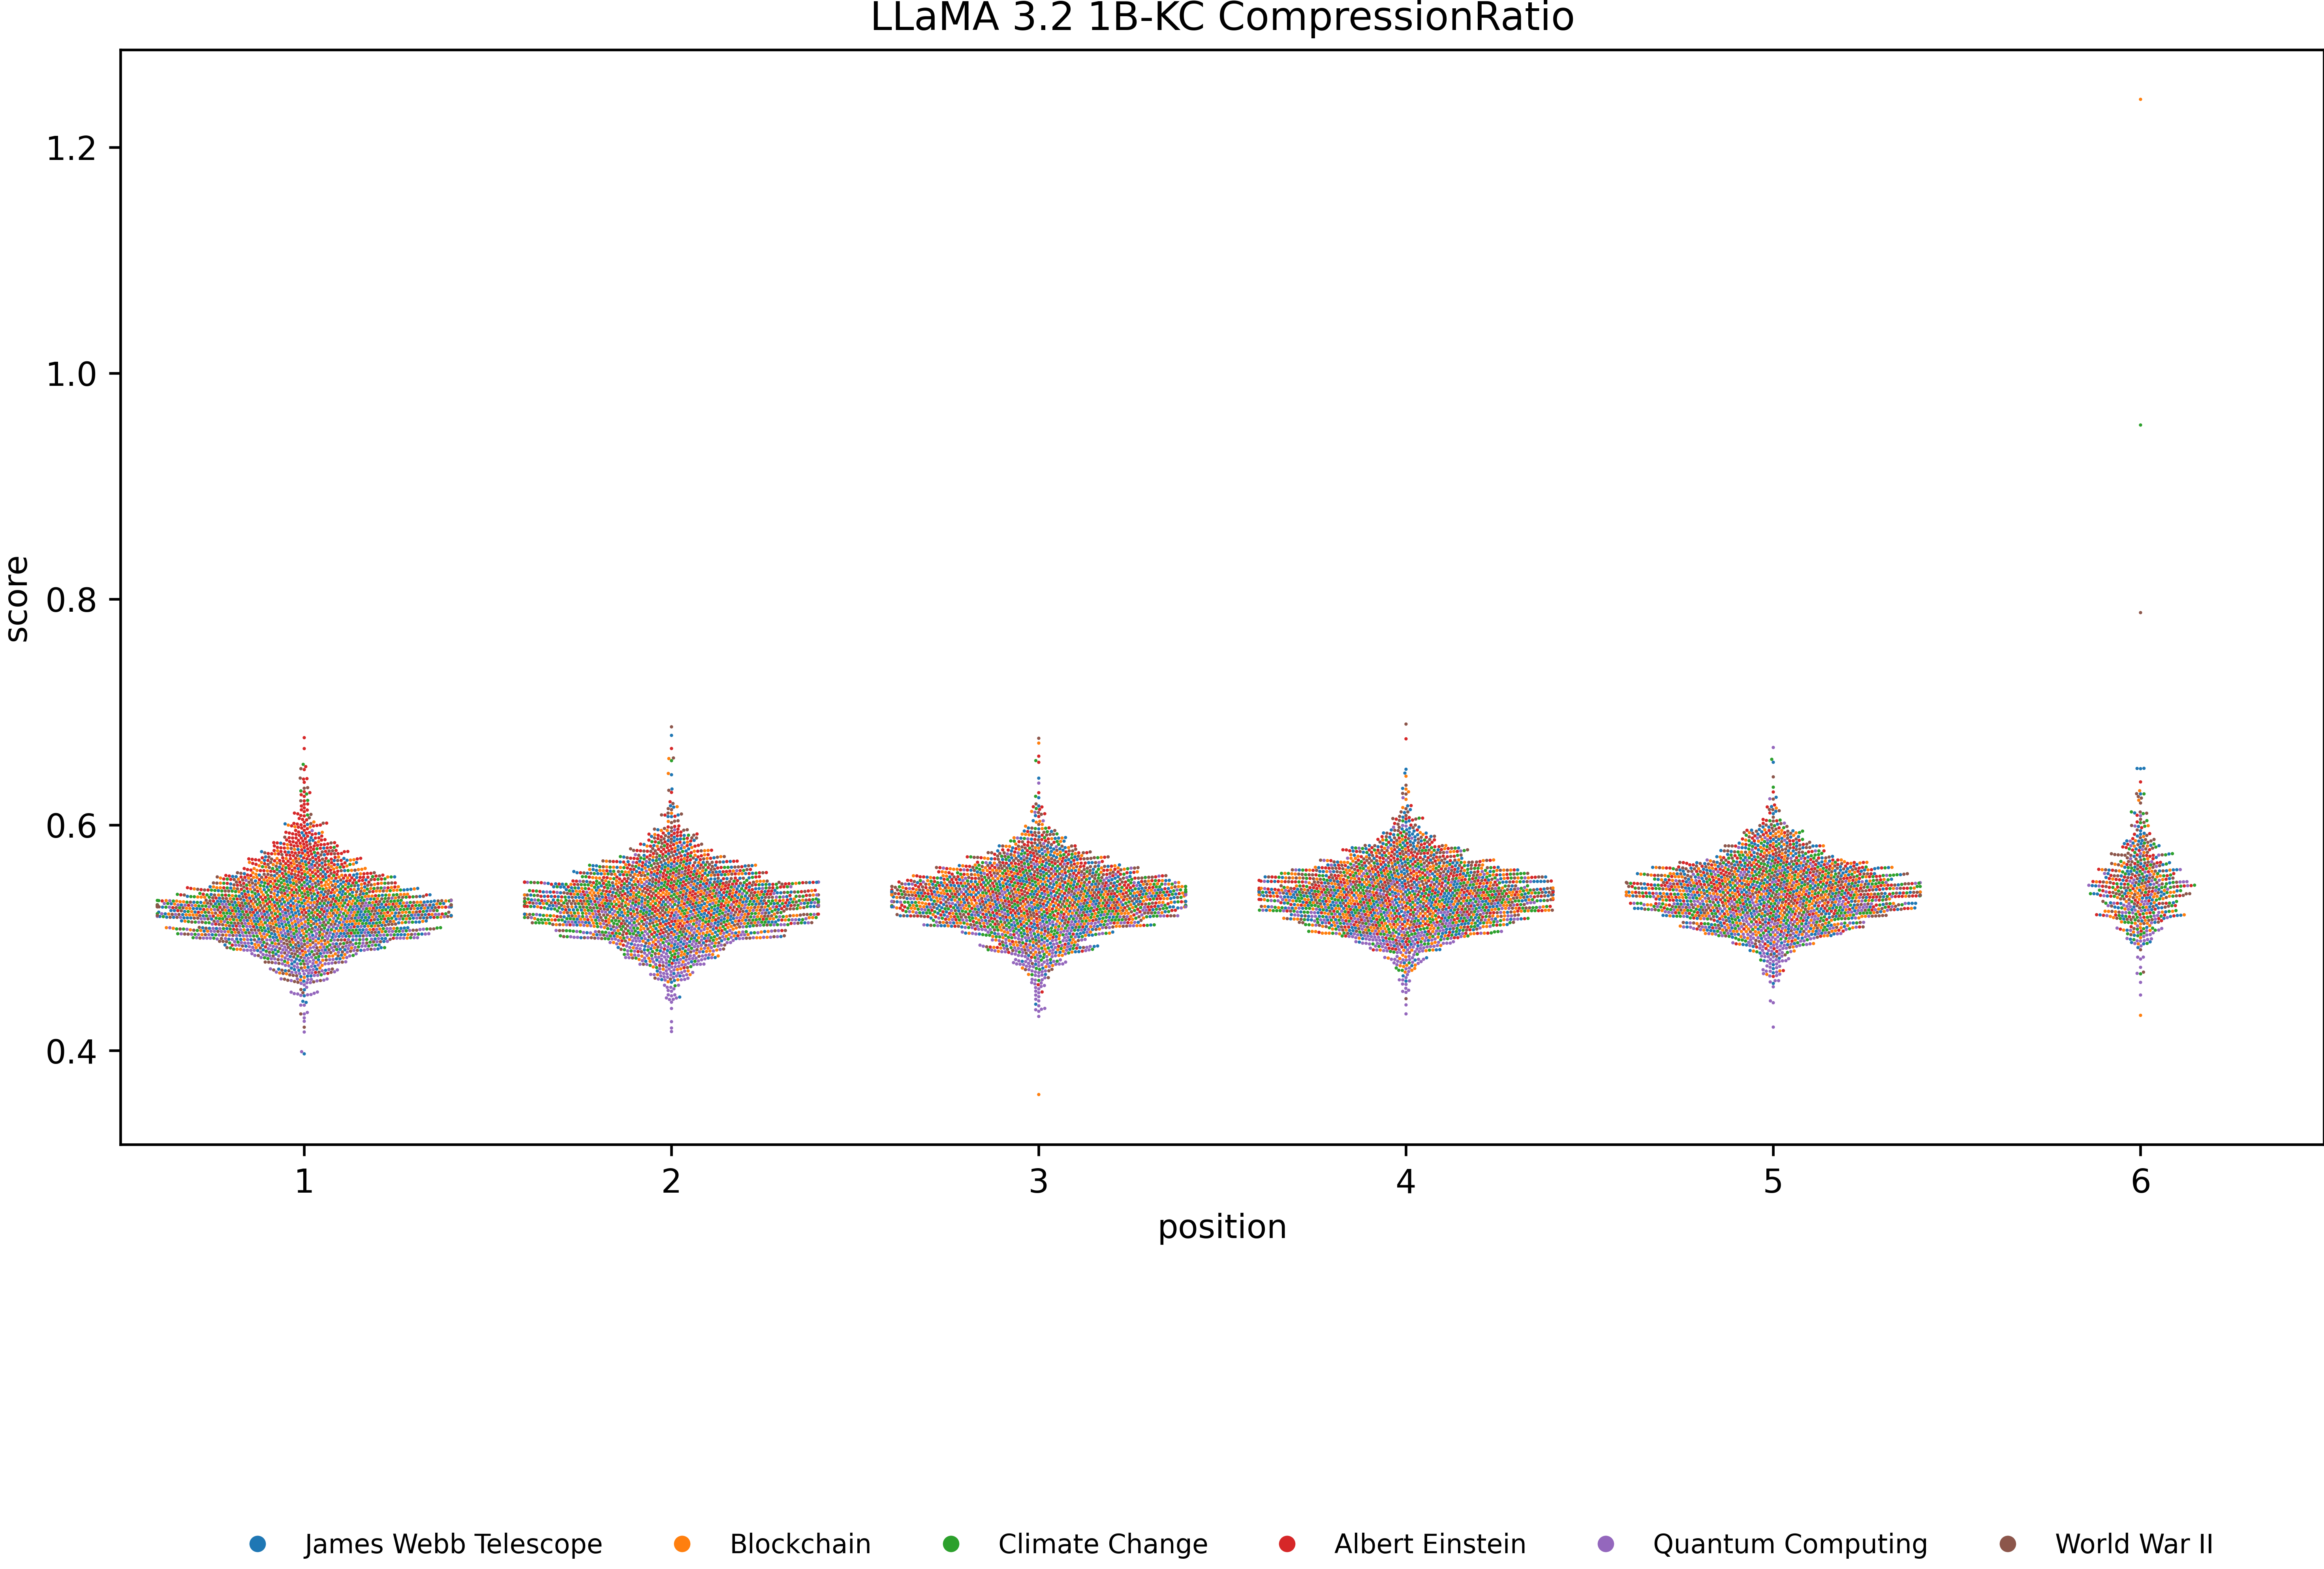 LLaMA 3.2 1B-KC CompressionRatio
score
1.2
1.0
0.8
0.6
0.4
1 2 3 4 5 6
position
James Webb Telescope Blockchain Climate Change Albert Einstein Quantum Computing World War II